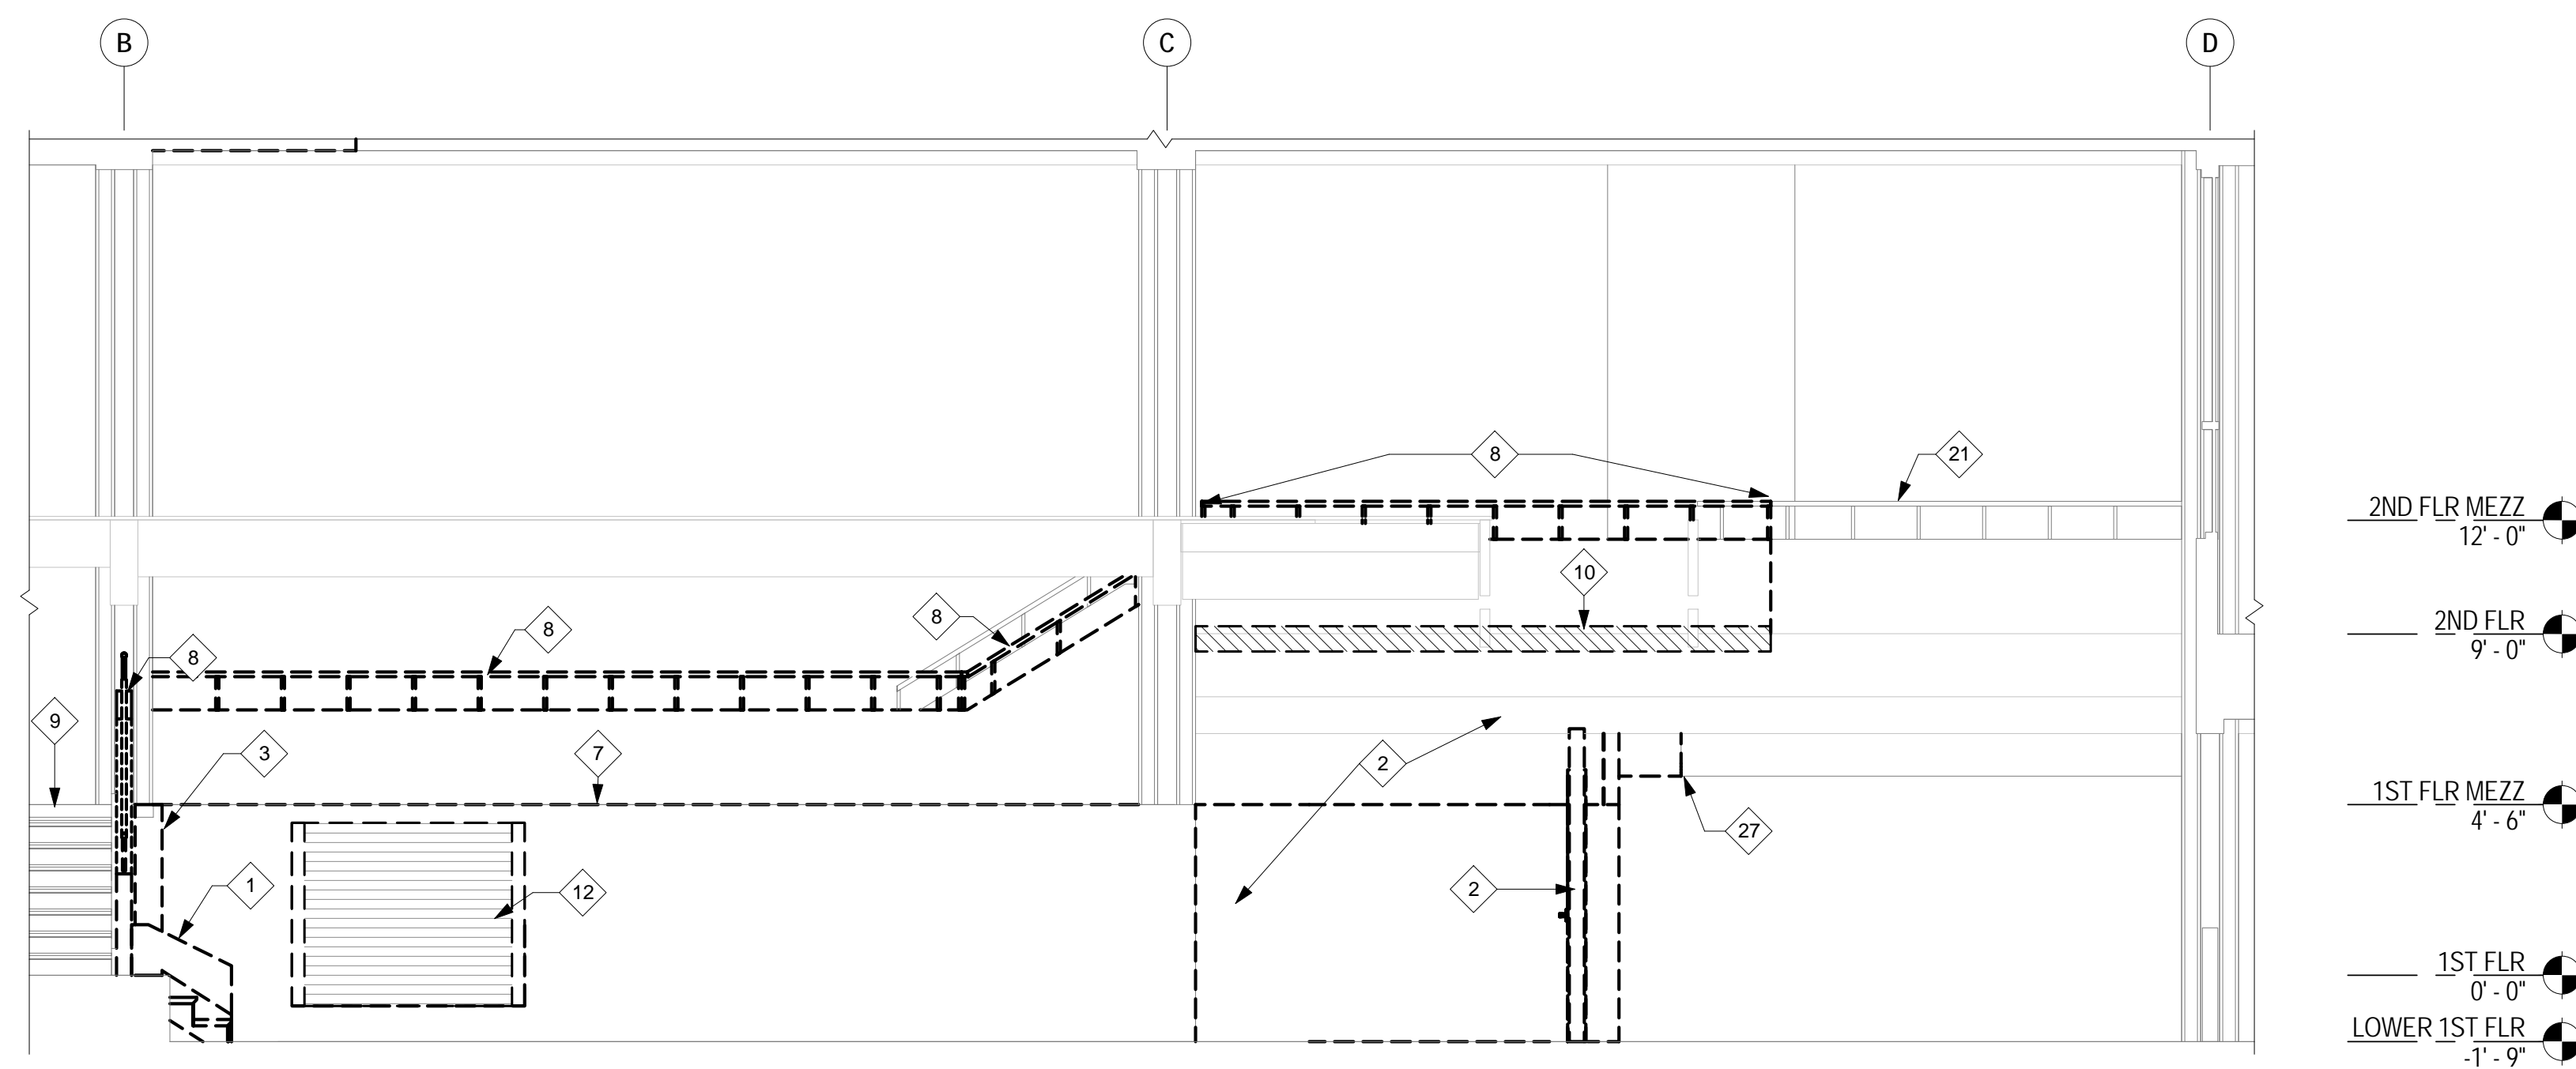 B
C
D
8
21
2ND FLR MEZZ
12' - 0"
10
8
8
2ND FLR
9' - 0"
8
9
3
7
2
1ST FLR MEZZ
4' - 6"
27
1
12
2
1ST FLR
0' - 0"
LOWER 1ST FLR
-1' - 9"